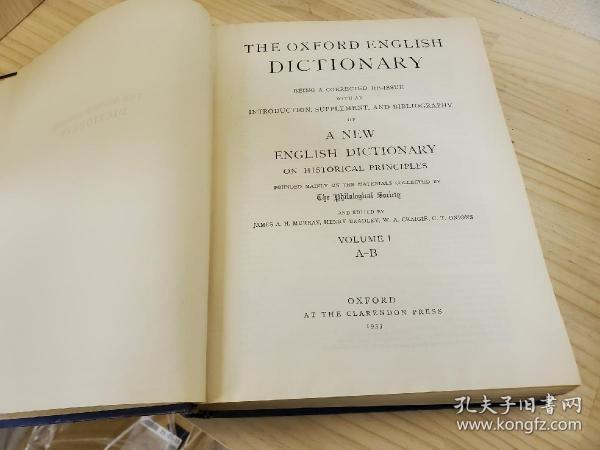 THE OXFORD ENGLISH
DICTIONARY
BEING A CORRECTED RE-ISSUE
WITH AN
INTRODUCTION, SUPPLEMENT, AND BIBLIOGRAPHY
OF
A NEW
ENGLISH DICTIONARY
ON HISTORICAL PRINCIPLES
FOUNDED MAINLY ON THE MATERIALS COLLECTED BY
The Philological Society
AND EDITED BY
JAMES A. H. MURRAY, HENRY BRADLEY, W. A. CRAIGIE, C. T. ONIONS
VOLUME I
A–B
OXFORD
AT THE CLARENDON PRESS
1933
孔夫子旧书网
www.kongfz.com